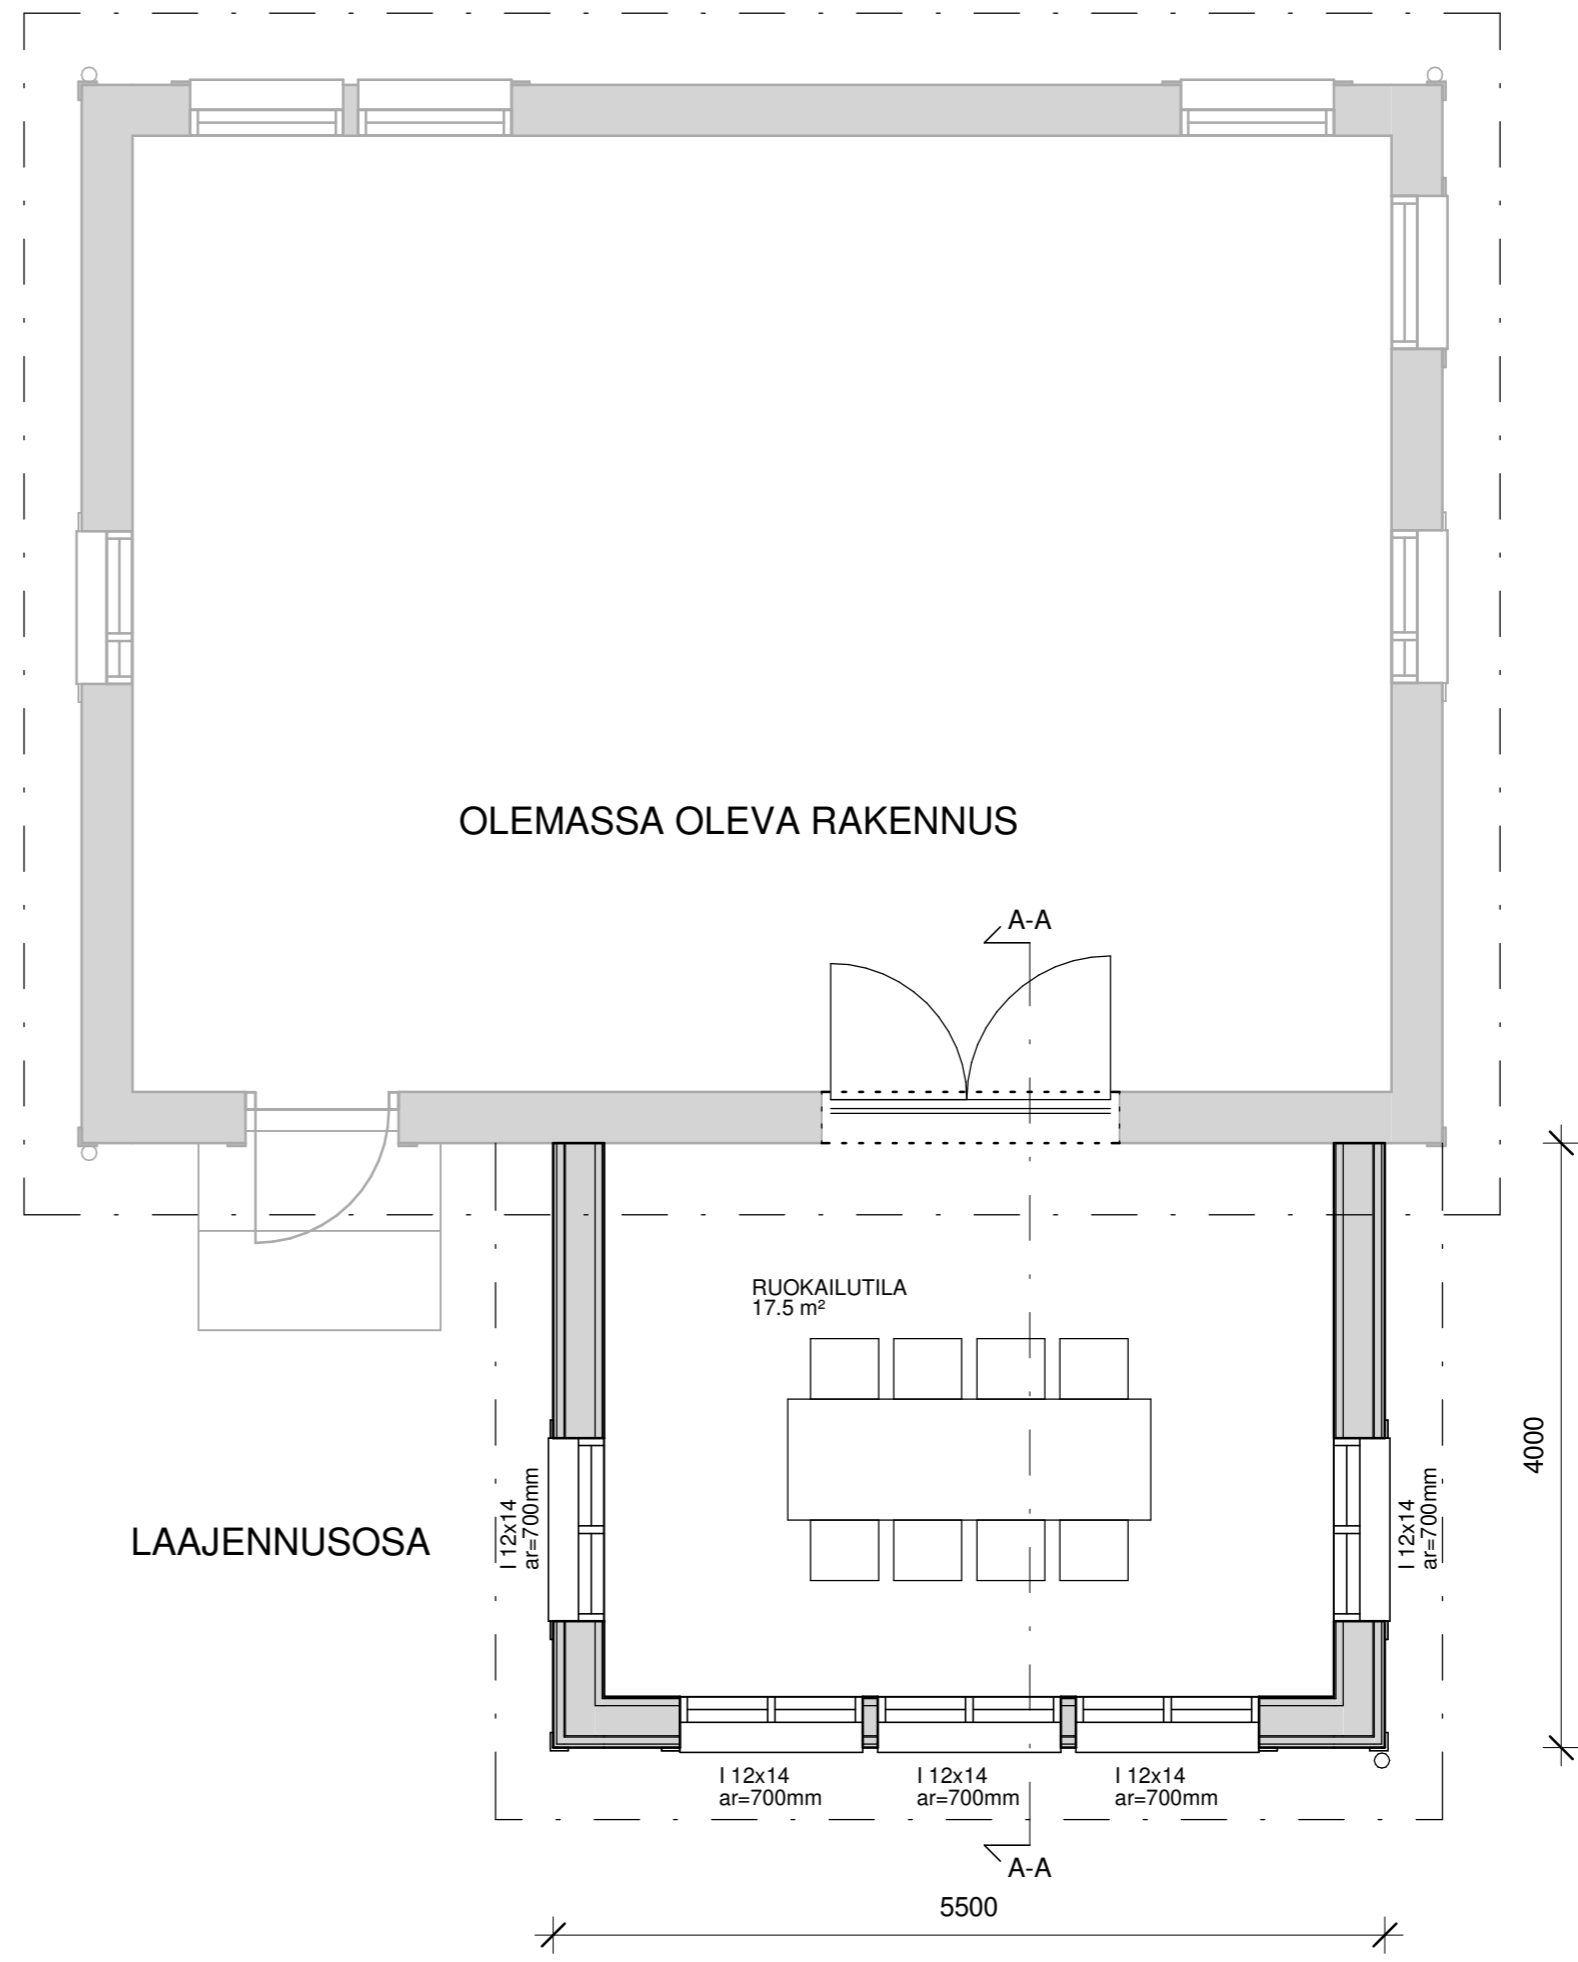 OLEMASSA OLEVA RAKENNUS
A-A
RUOKAILUTILA
17.5 m²
4000
LAAJENNUSOSA
I 12x14
ar=700mm
I 12x14
ar=700mm
I 12x14
ar=700mm
I 12x14
ar=700mm
I 12x14
ar=700mm
A-A
5500